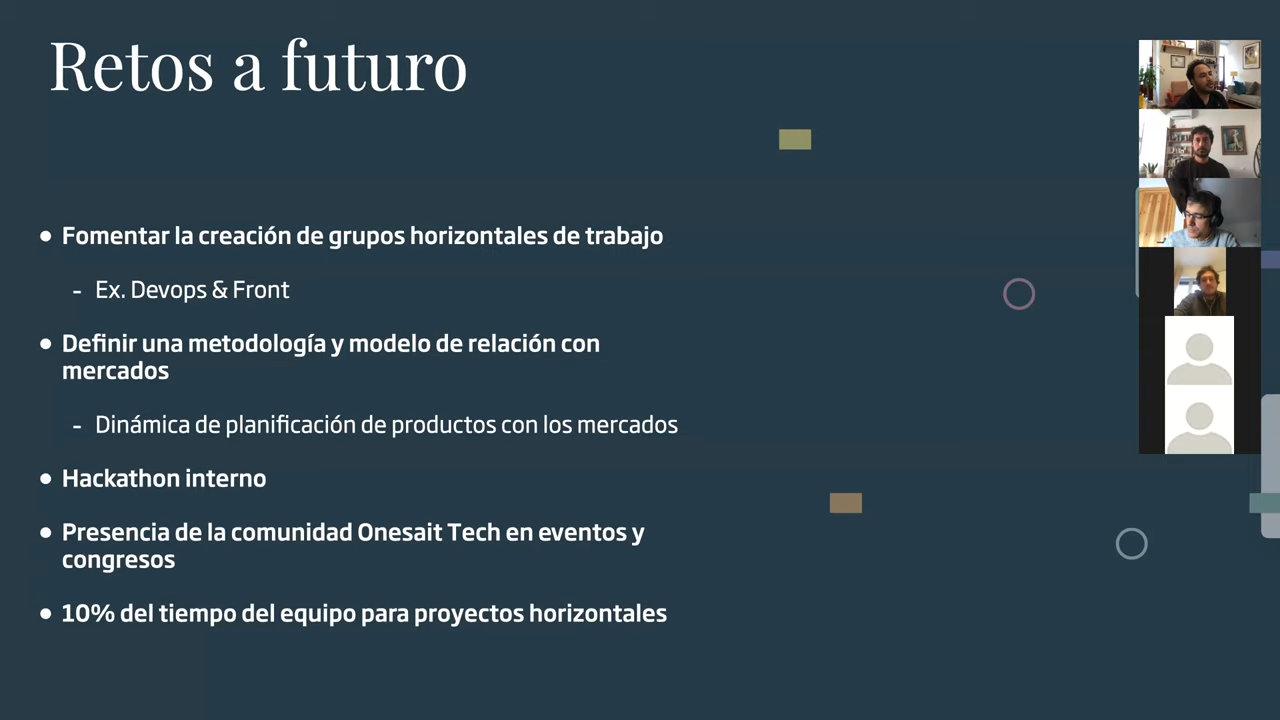 Retos a futuro
● Fomentar la creación de grupos horizontales de trabajo
- Ex. Devops & Front
● Definir una metodología y modelo de relación con
mercados
- Dinámica de planificación de productos con los mercados
● Hackathon interno
● Presencia de la comunidad Onesait Tech en eventos y
congresos
● 10% del tiempo del equipo para proyectos horizontales